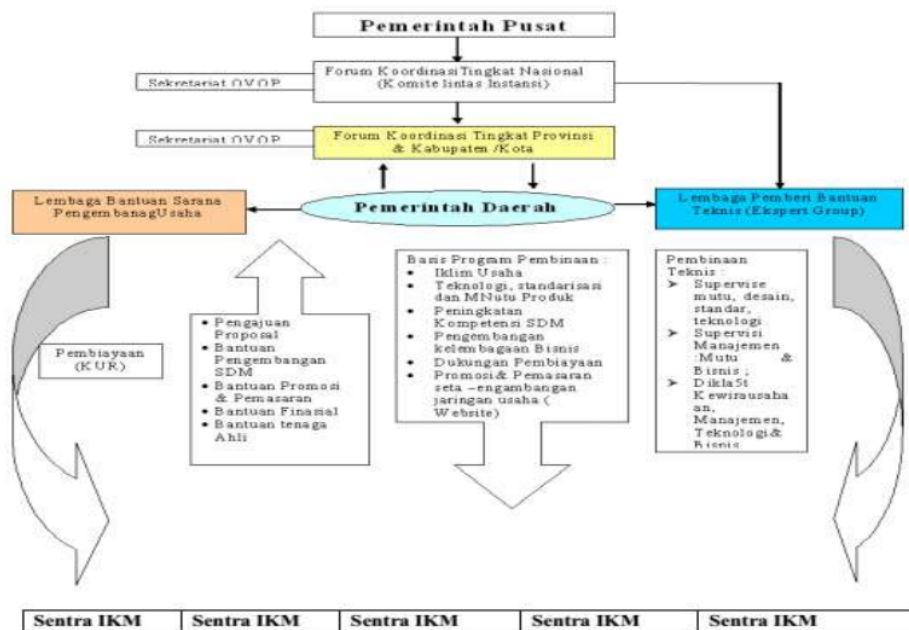 Pemerintah Pusat
Sekretariat OVOP
Forum Koordinasi Tingkat Nasional
(Komite lintas Instansi)
Sekretariat OVOP
Forum Koordinasi Tingkat Provinsi
& Kabupaten /Kota
Lembaga Bantuan Sarana
PengembanagUsaha
Pemerintah Daerah
Lembaga Pemberi Bantuan
Teknis (Ekspert Group)
Pembiayaan
(KUR)
• Pengajuan
Proposal
• Bantuan
Pengembangan
SDM
• Bantuan Promosi
& Pemasaran
• Bantuan Finasial
• Bantuan tenaga
Ahli
Basis Program Pembinaan :
• Iklim Usaha
• Teknologi, standarisasi
dan MNutu Produk
• Peningkatan
Kompetensi SDM
• Pengembangan
kelembagaan Bisnis
• Dukungan Pembiayaan
• Promosi & Pemasaran
seta –engambangan
jaringan usaha (
Website)
Pembinaan
Teknis :
➢ Supervise
mutu, desain,
standar,
teknologi
➢ Supervisi
Manajemen
:Mutu &
Bisnis ;
➢ Dikla5t
Kewirausaha
an,
Manajemen,
Teknologi &
Bisnis
Sentra IKM Sentra IKM Sentra IKM Sentra IKM Sentra IKM